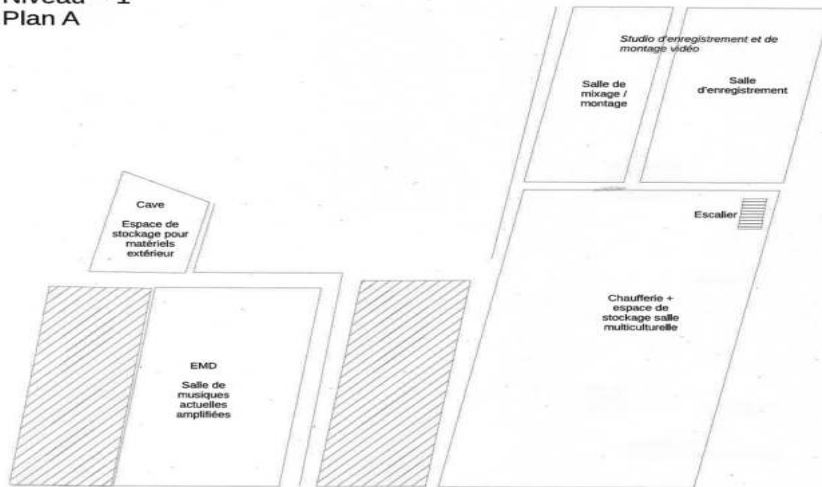 Niveau -1
Plan A
Studio d'enregistrement et de
montage vidéo
Salle de
mixage /
montage
Salle
d'enregistrement
Cave
Espace de
stockage pour
matériels
extérieur
Escalier
Chaufferie +
espace de
stockage salle
multiculturelle
EMD
Salle de
musiques
actuelles
amplifiées